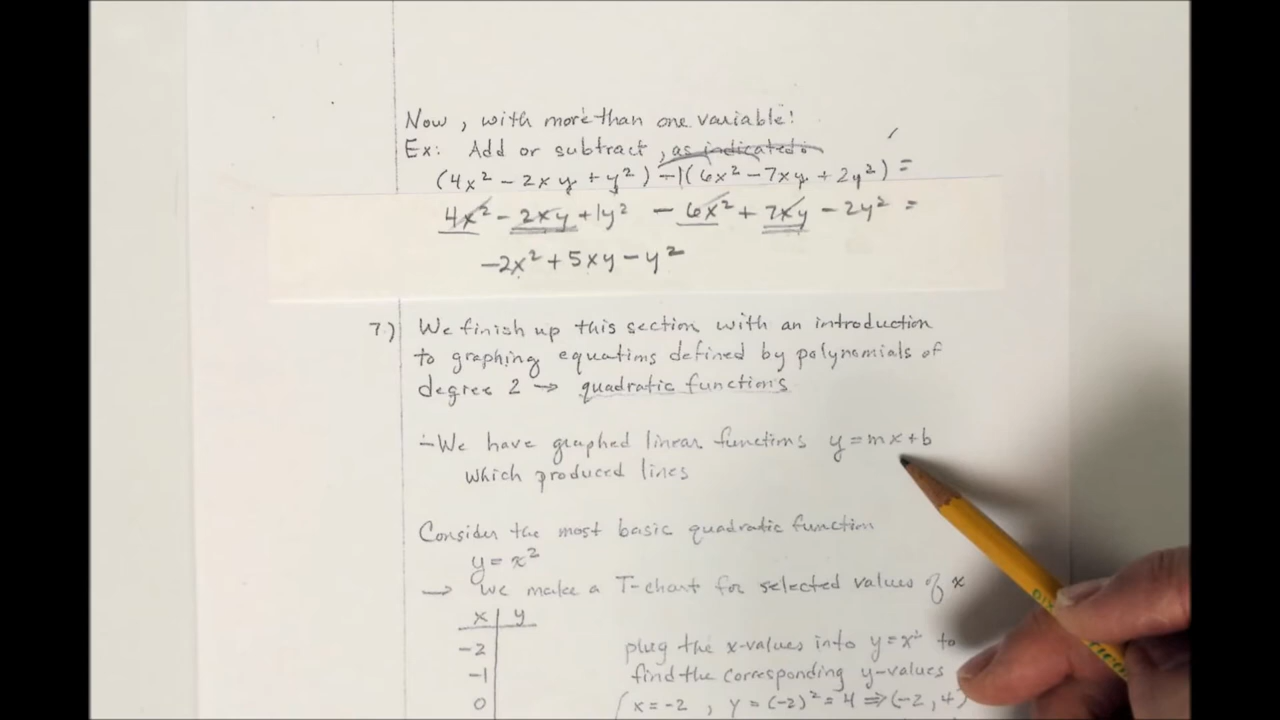 Now, with more than one variable!
Ex: Add or subtract, as indicated:
(4x² - 2xy + y²) -1(6x² - 7xy + 2y²) =
4x² - 2xy + 1y² - 6x² + 7xy - 2y² =
-2x² + 5xy - y²
7.) We finish up this section with an introduction
to graphing equations defined by polynomials of
degree 2 → quadratic functions
- We have graphed linear functions y = mx + b
which produced lines
Consider the most basic quadratic function
y = x²
→ We make a T-chart for selected values of x
x | y
-2
plug the x-values into y = x² to
-1
find the corresponding y-values
0
x = -2, y = (-2)² = 4 ⇒ (-2, 4)